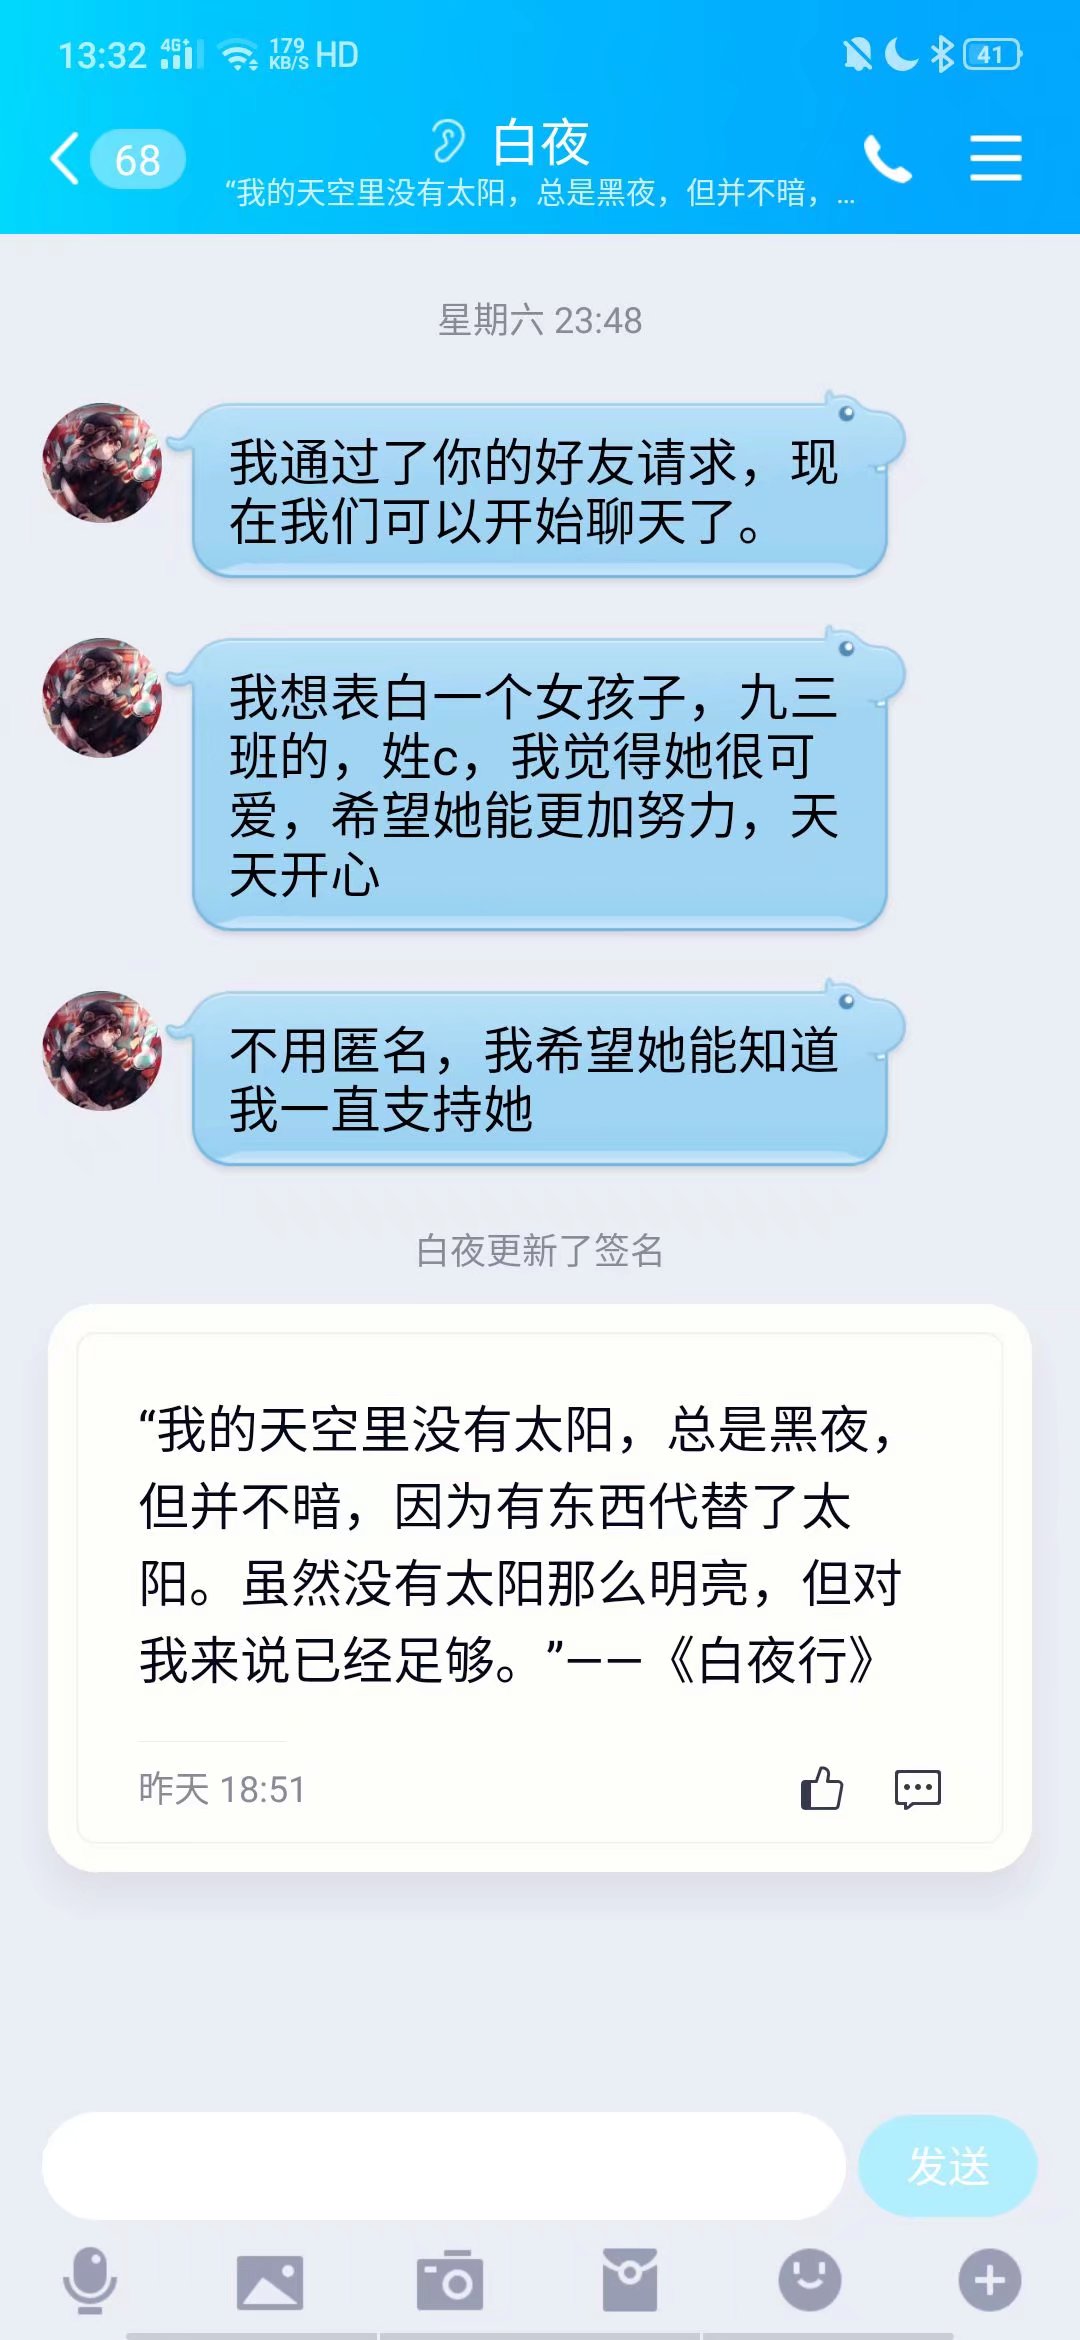 13:32 4G+ 179 KB/S HD 41
68 白夜
“我的天空里没有太阳，总是黑夜，但并不暗，...
星期六 23:48
我通过了你的好友请求，现
在我们可以开始聊天了。
我想表白一个女孩子，九三
班的，姓c，我觉得她很可
爱，希望她能更加努力，天
天开心
不用匿名，我希望她能知道
我一直支持她
白夜更新了签名
“我的天空里没有太阳，总是黑夜，
但并不暗，因为有东西代替了太
阳。虽然没有太阳那么明亮，但对
我来说已经足够。”——《白夜行》
昨天 18:51
发送